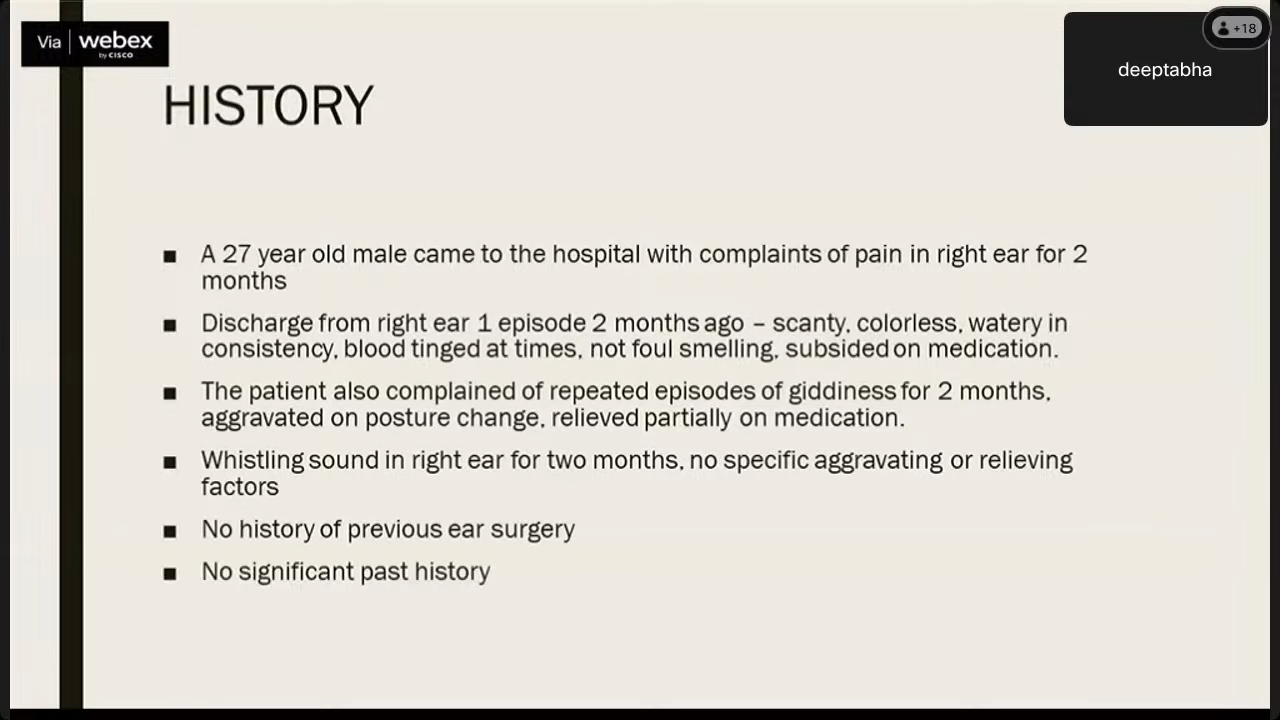 Via webex
by CISCO
+18
deeptabha
HISTORY
■ A 27 year old male came to the hospital with complaints of pain in right ear for 2
months
■ Discharge from right ear 1 episode 2 months ago – scanty, colorless, watery in
consistency, blood tinged at times, not foul smelling, subsided on medication.
■ The patient also complained of repeated episodes of giddiness for 2 months,
aggravated on posture change, relieved partially on medication.
■ Whistling sound in right ear for two months, no specific aggravating or relieving
factors
■ No history of previous ear surgery
■ No significant past history